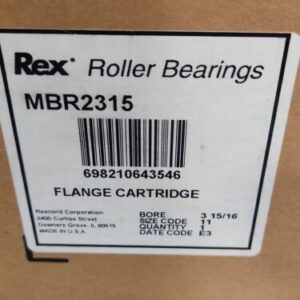 Rex® Roller Bearings
MBR2315
698210643546
FLANGE CARTRIDGE
Rexnord Corporation
2400 Curtiss Street
Downers Grove, IL 60515
MADE IN U.S.A.
BORE 3 15/16
SIZE CODE 11
QUANTITY 1
DATE CODE E3